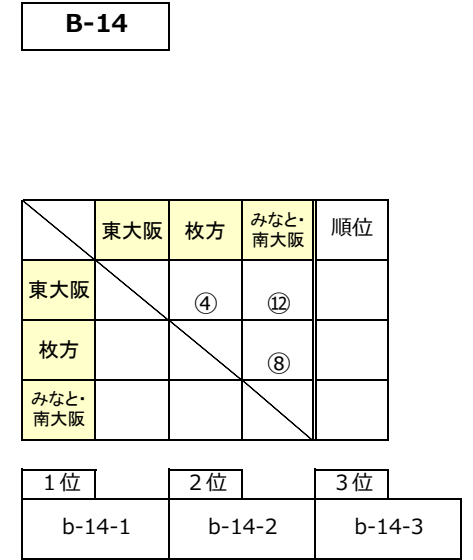 B-14
東大阪 枚方 みなと・ 順位
南大阪
東大阪 ④ ⑫
枚方 ⑧
みなと・
南大阪
1位 2位 3位
b-14-1 b-14-2 b-14-3